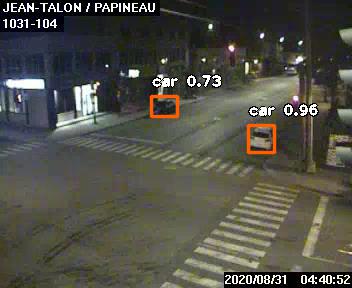 JEAN-TALON / PAPINEAU
1031-104
car 0.73
car 0.96
2020/08/31 04:40:52